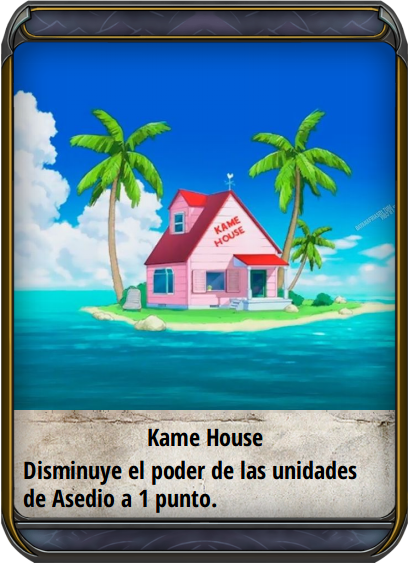 KAME
HOUSE
Kame House
Disminuye el poder de las unidades
de Asedio a 1 punto.